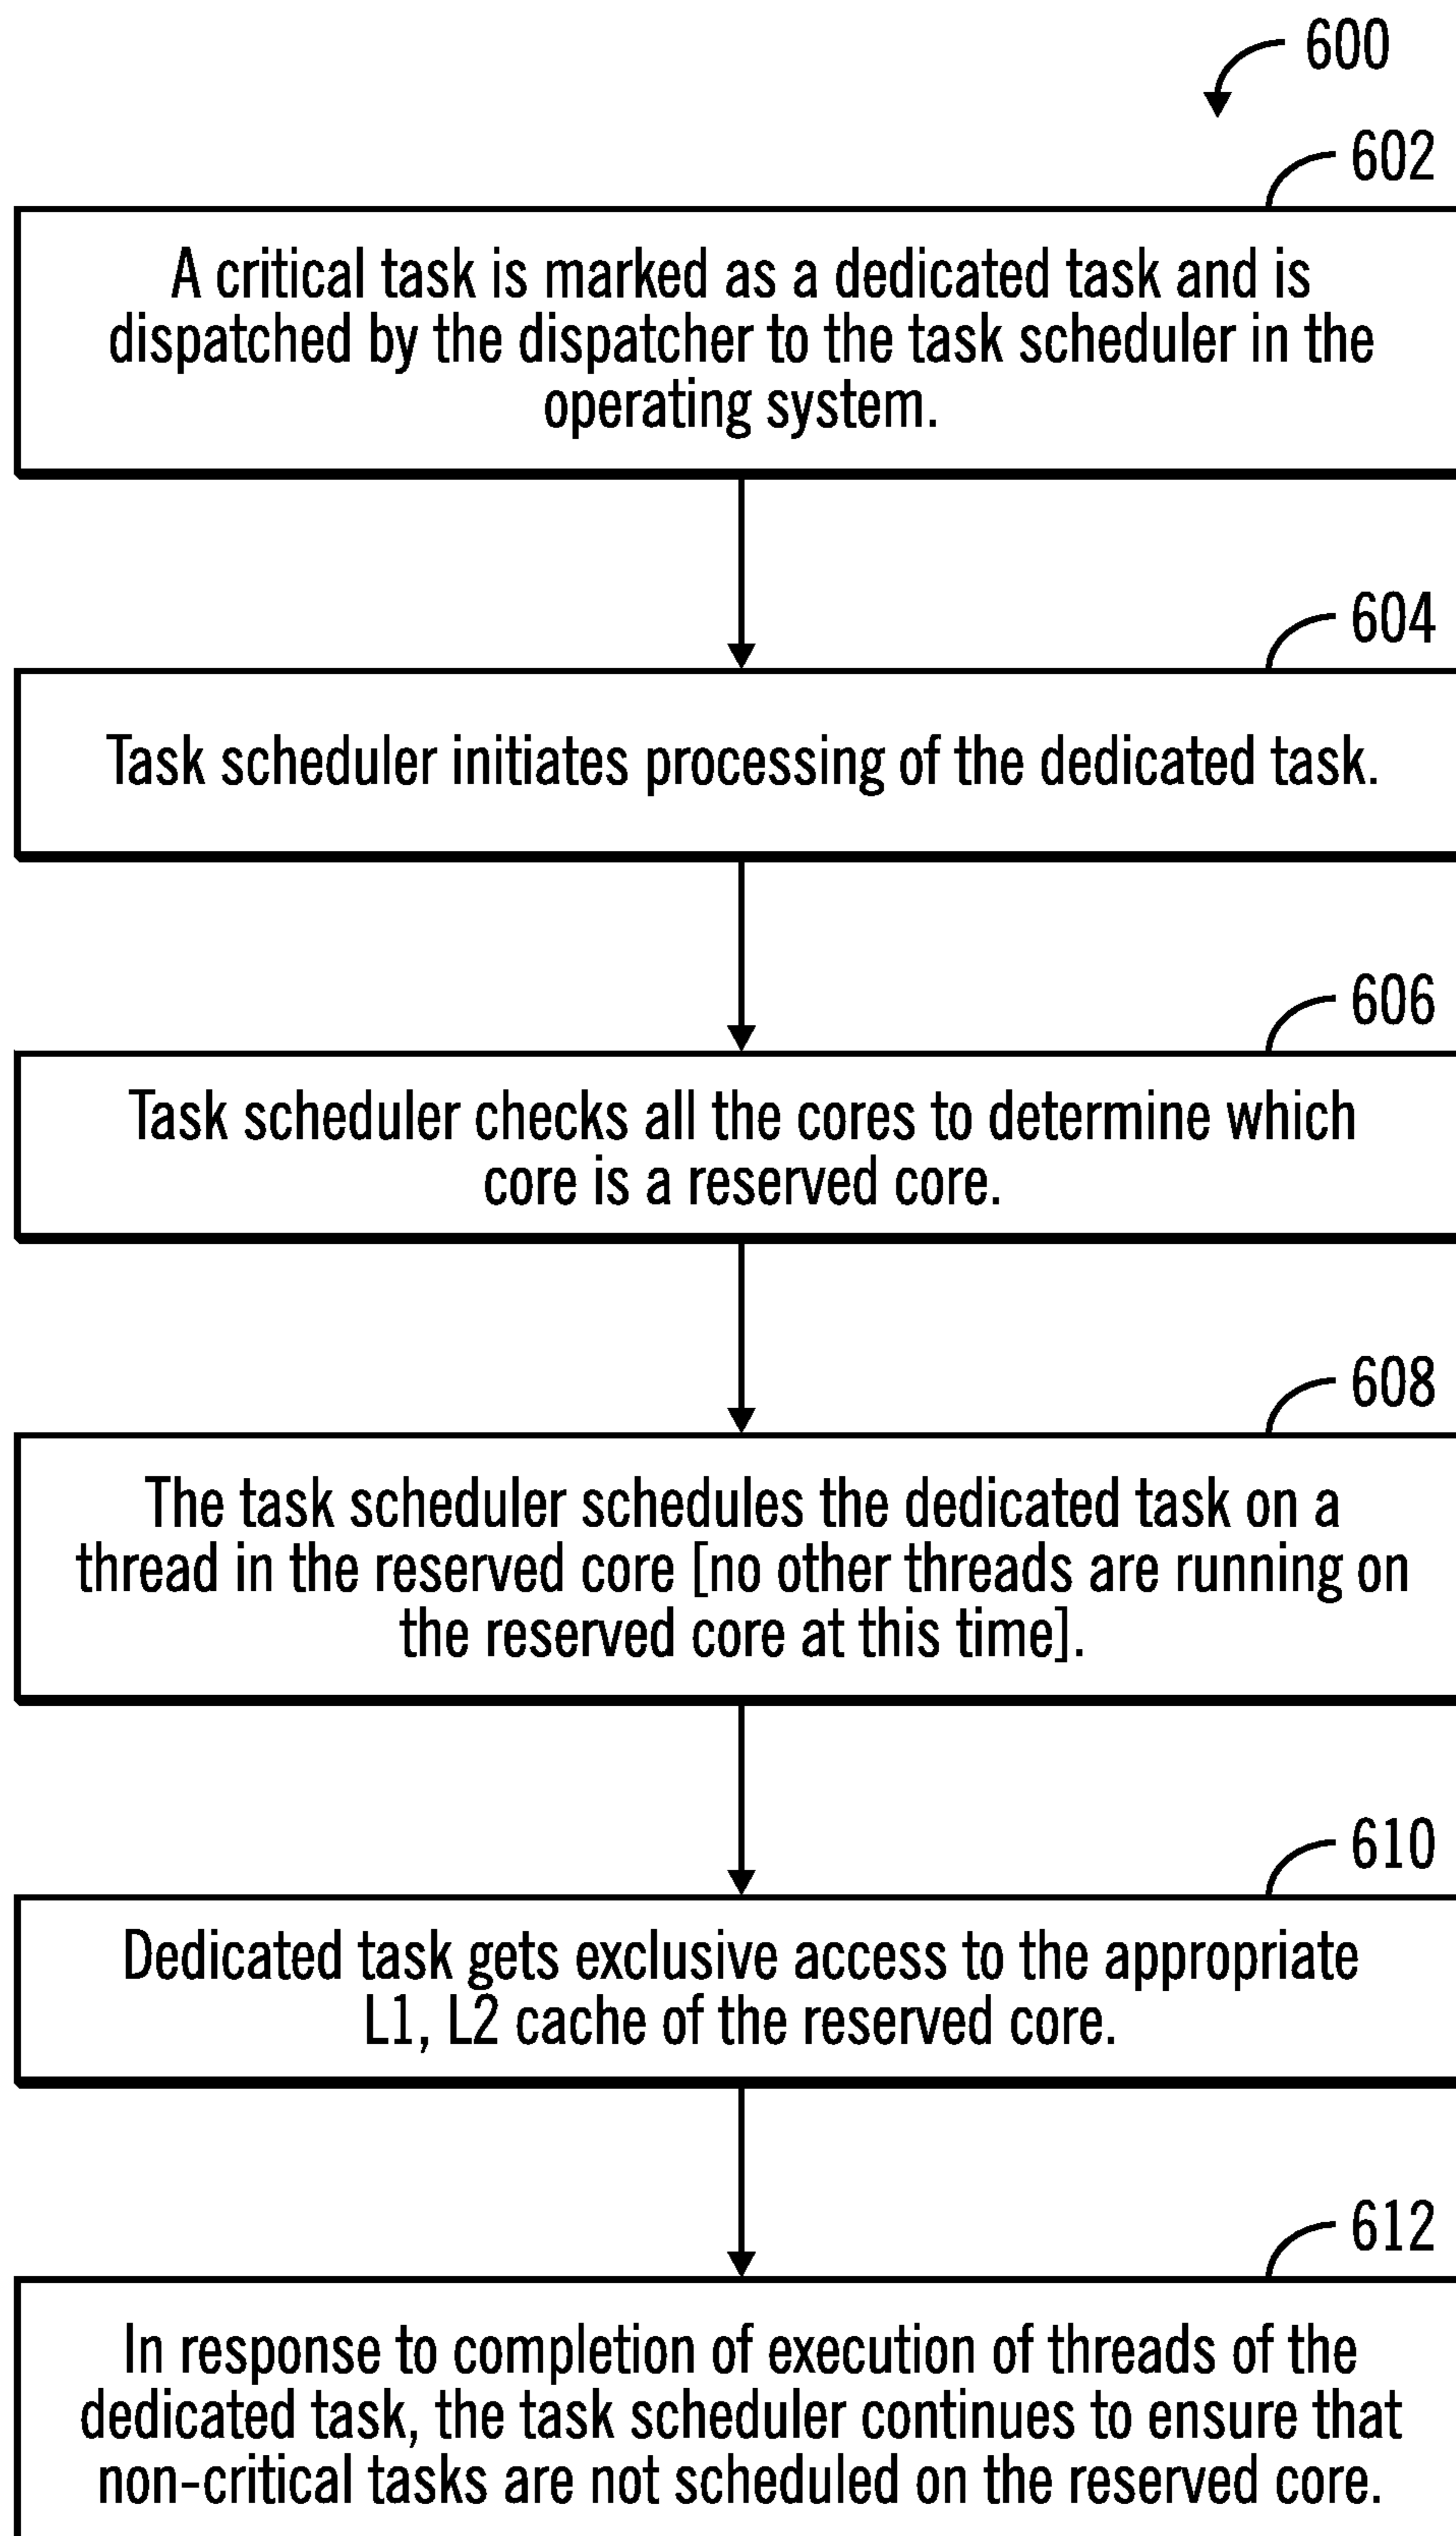 600
602
A critical task is marked as a dedicated task and is
dispatched by the dispatcher to the task scheduler in the
operating system.
604
Task scheduler initiates processing of the dedicated task.
606
Task scheduler checks all the cores to determine which
core is a reserved core.
608
The task scheduler schedules the dedicated task on a
thread in the reserved core [no other threads are running on
the reserved core at this time].
610
Dedicated task gets exclusive access to the appropriate
L1, L2 cache of the reserved core.
612
In response to completion of execution of threads of the
dedicated task, the task scheduler continues to ensure that
non-critical tasks are not scheduled on the reserved core.